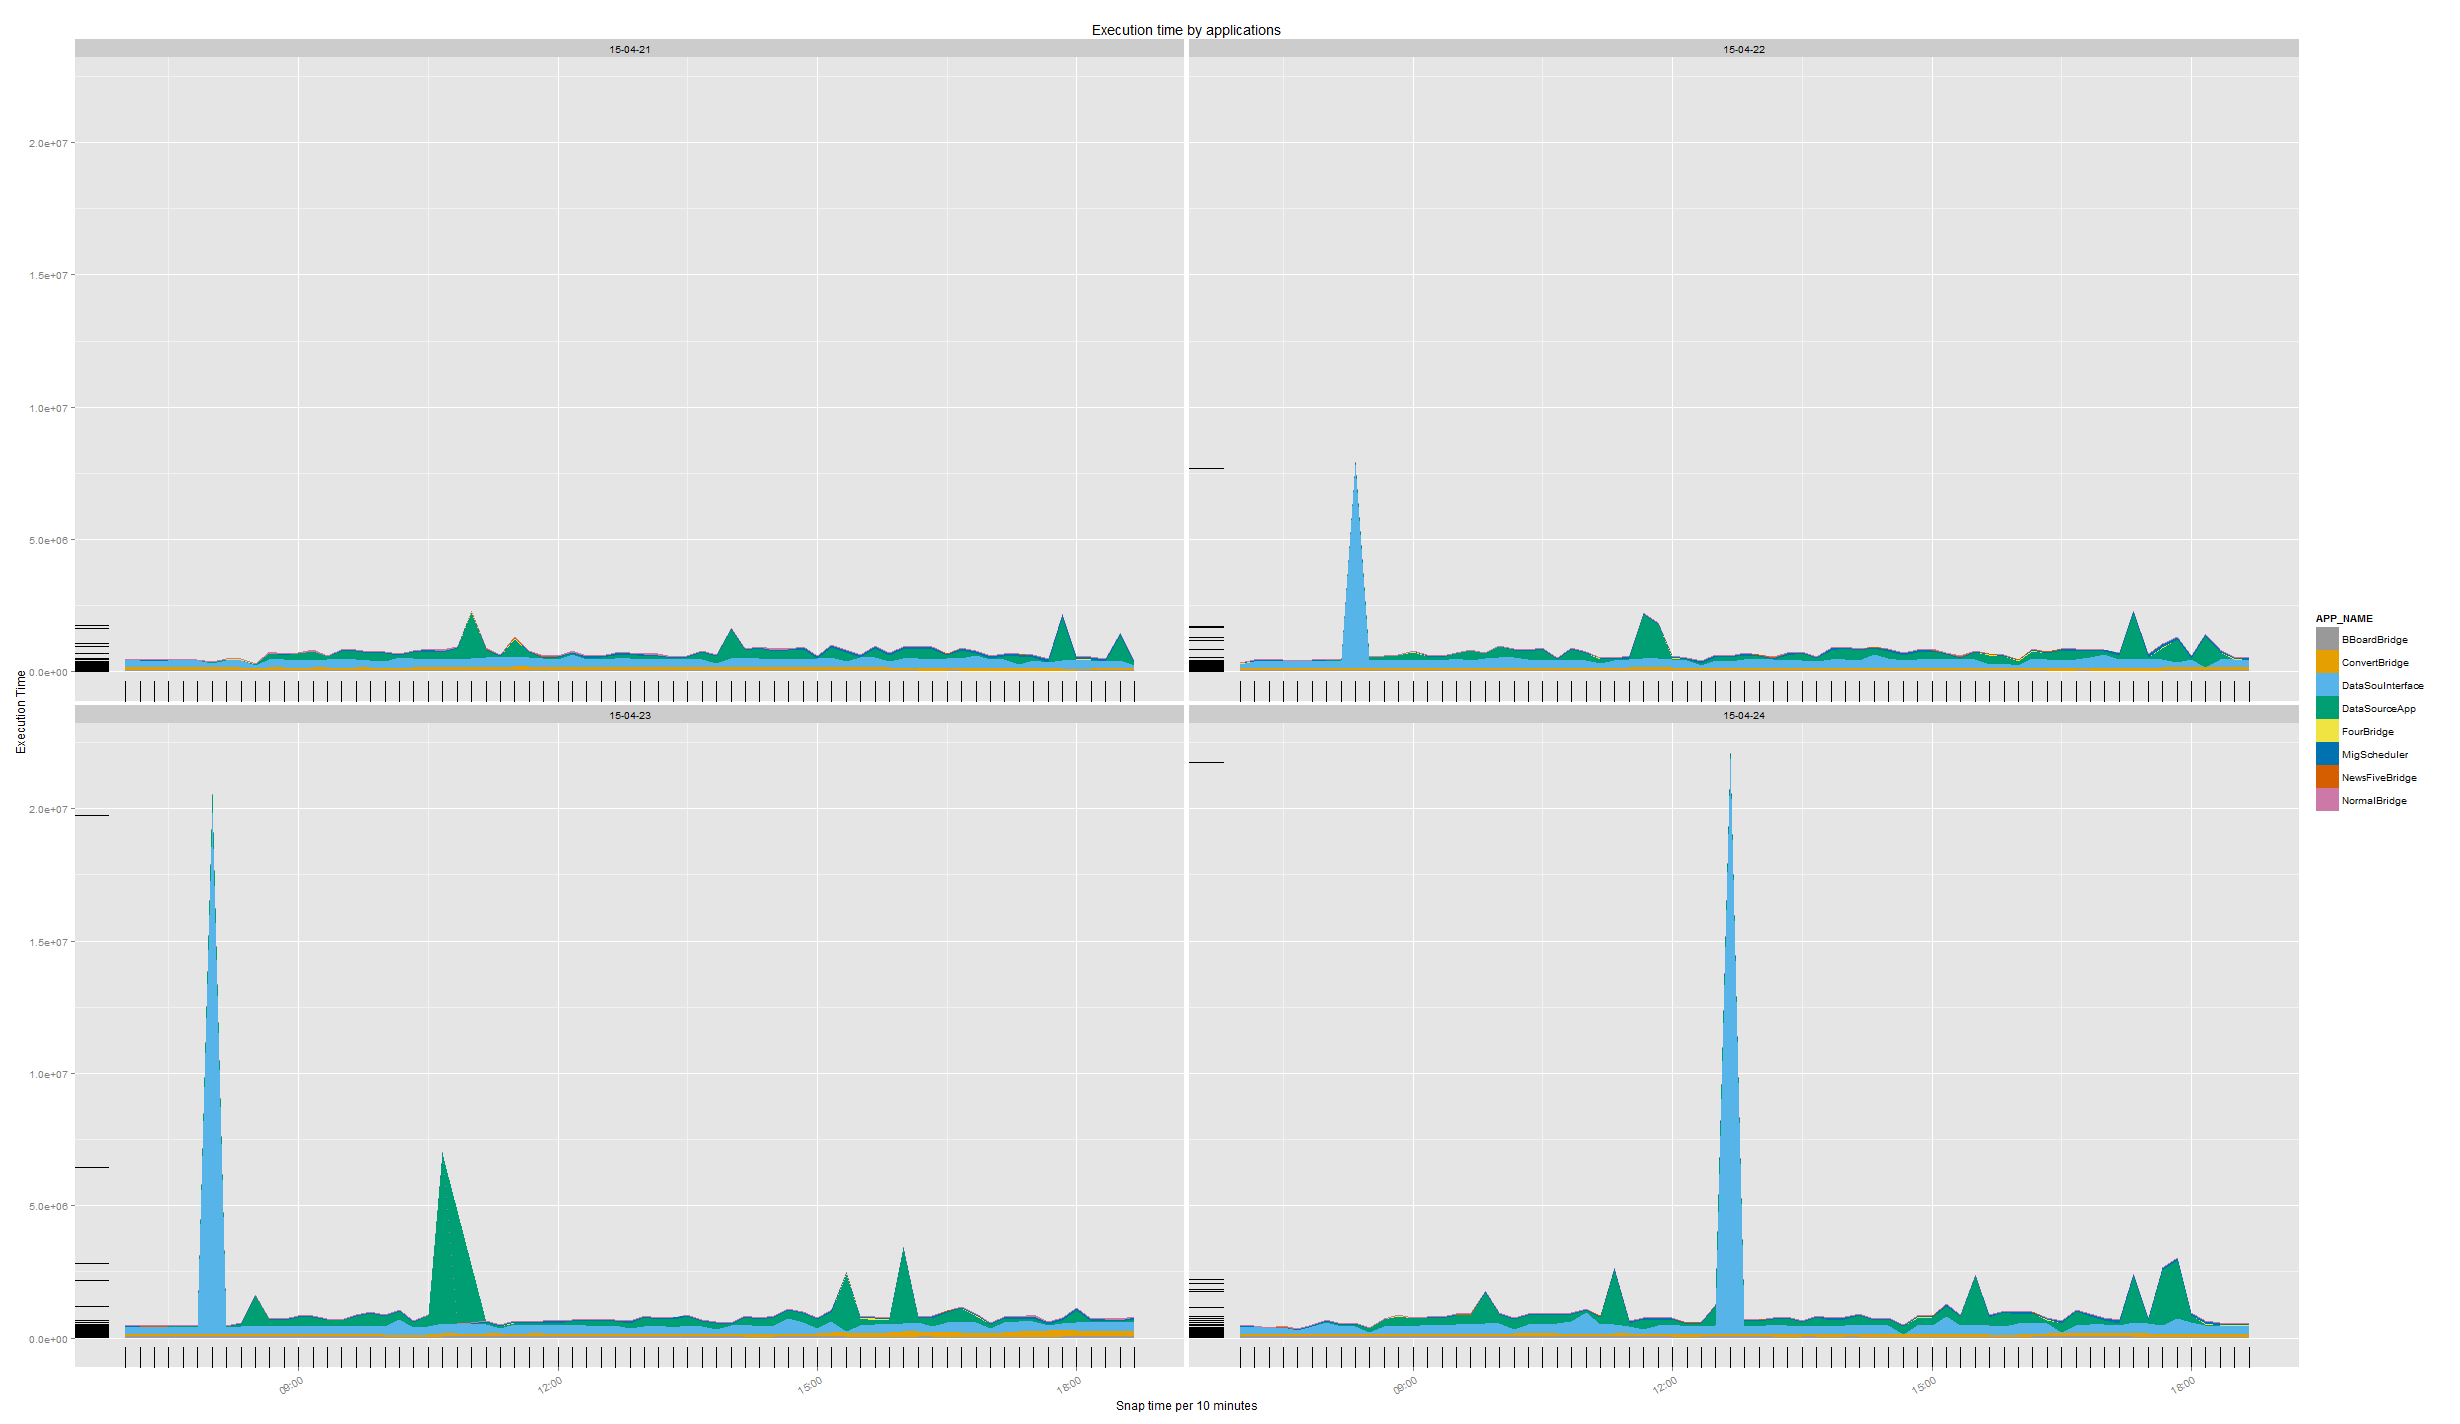 Execution time by applications
15-04-21
15-04-22
2.0e+07
1.5e+07
1.0e+07
5.0e+06
0.0e+00
15-04-23
15-04-24
2.0e+07
1.5e+07
1.0e+07
5.0e+06
0.0e+00
09:00
12:00
15:00
18:00
09:00
12:00
15:00
18:00
Snap time per 10 minutes
Execution Time
APP_NAME
BBoardBridge
ConvertBridge
DataSouInterface
DataSourceApp
FourBridge
MigScheduler
NewsFiveBridge
NormalBridge